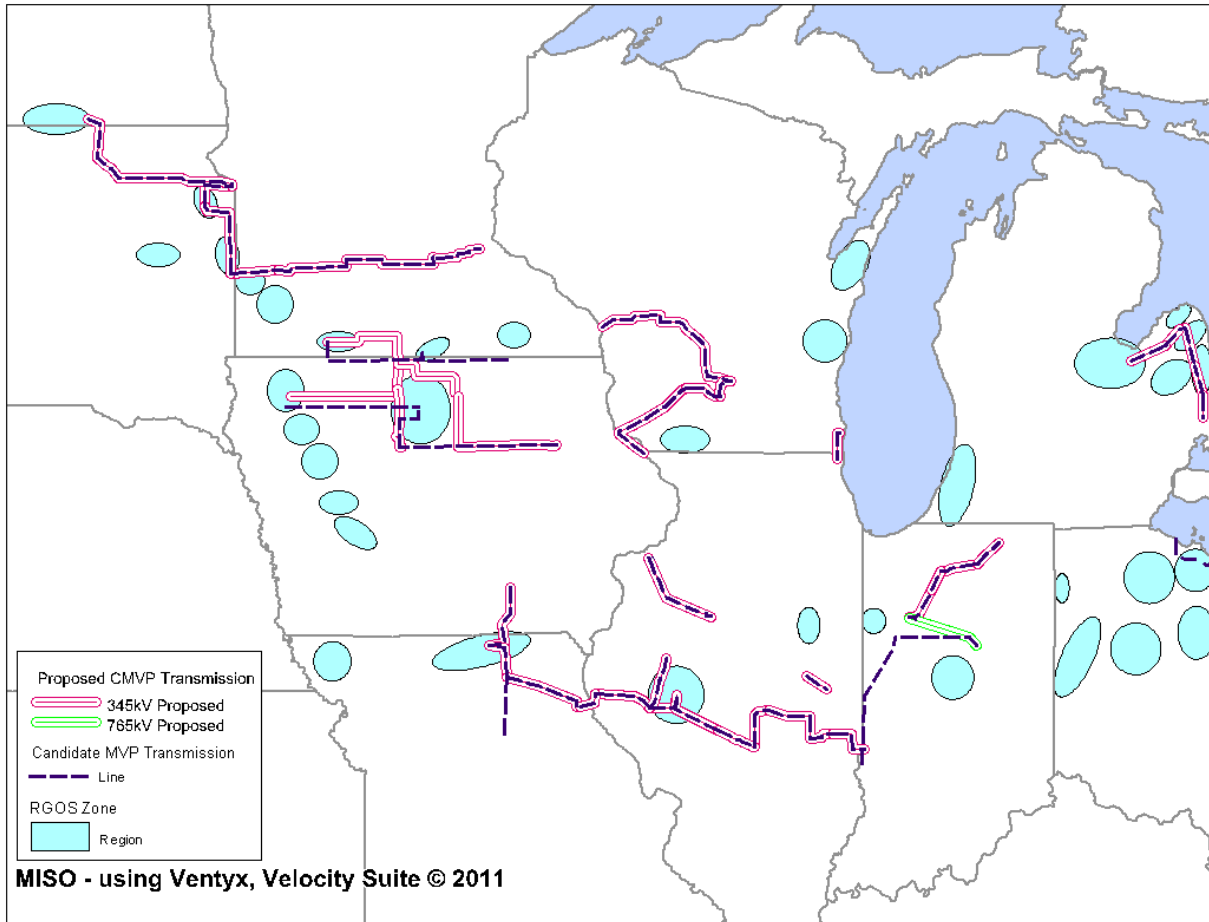 Proposed CMVP Transmission
345kV Proposed
765kV Proposed
Candidate MVP Transmission
Line
RGOS Zone
Region
MISO - using Ventyx, Velocity Suite © 2011